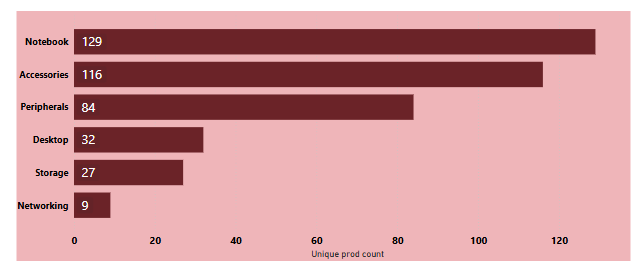 Notebook 129
Accessories 116
Peripherals 84
Desktop 32
Storage 27
Networking 9
0 20 40 60 80 100 120
Unique prod count